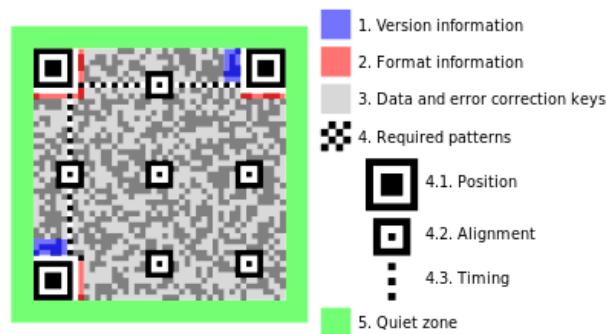 1. Version information
2. Format information
3. Data and error correction keys
4. Required patterns
4.1. Position
4.2. Alignment
4.3. Timing
5. Quiet zone